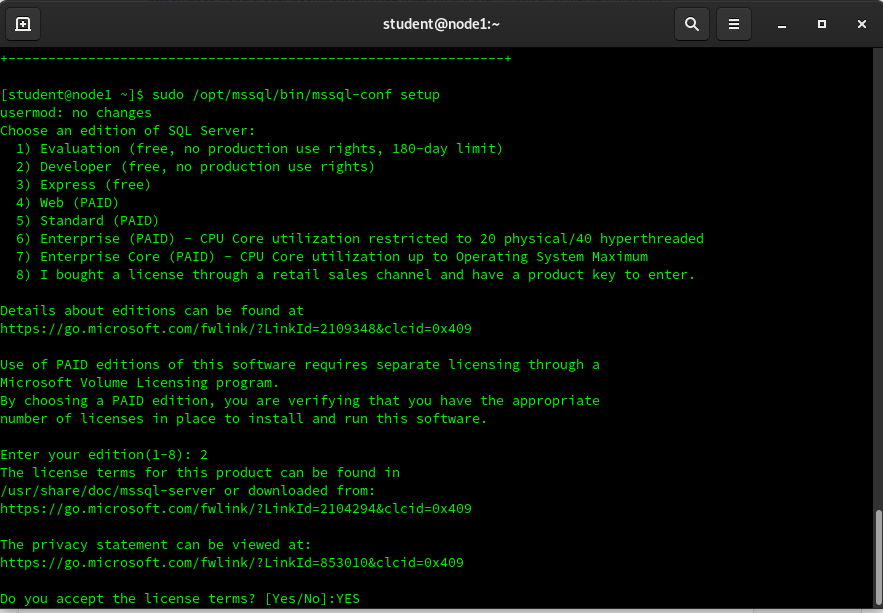 student@node1:~
+--------------------------------------------------------------+
[student@node1 ~]$ sudo /opt/mssql/bin/mssql-conf setup
usermod: no changes
Choose an edition of SQL Server:
  1) Evaluation (free, no production use rights, 180-day limit)
  2) Developer (free, no production use rights)
  3) Express (free)
  4) Web (PAID)
  5) Standard (PAID)
  6) Enterprise (PAID) - CPU Core utilization restricted to 20 physical/40 hyperthreaded
  7) Enterprise Core (PAID) - CPU Core utilization up to Operating System Maximum
  8) I bought a license through a retail sales channel and have a product key to enter.
Details about editions can be found at
https://go.microsoft.com/fwlink/?LinkId=2109348&clcid=0x409
Use of PAID editions of this software requires separate licensing through a
Microsoft Volume Licensing program.
By choosing a PAID edition, you are verifying that you have the appropriate
number of licenses in place to install and run this software.
Enter your edition(1-8): 2
The license terms for this product can be found in
/usr/share/doc/mssql-server or downloaded from:
https://go.microsoft.com/fwlink/?LinkId=2104294&clcid=0x409
The privacy statement can be viewed at:
https://go.microsoft.com/fwlink/?LinkId=853010&clcid=0x409
Do you accept the license terms? [Yes/No]:YES